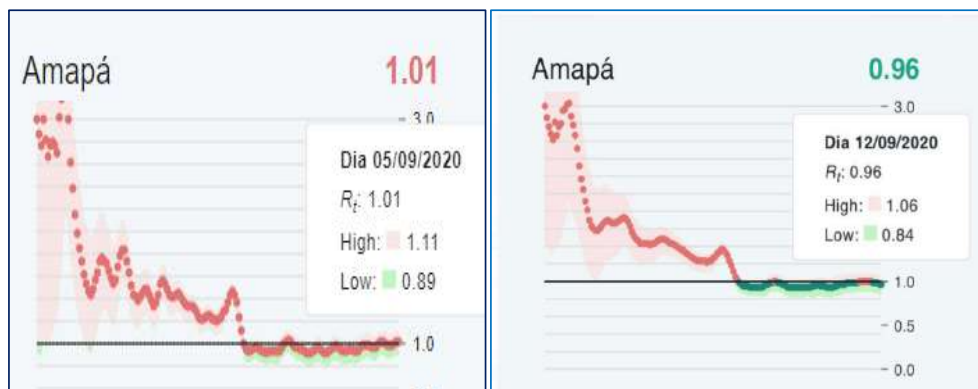 Amapá 1.01
3.0
Dia 05/09/2020
Rt: 1.01
High: 1.11
Low: 0.89
1.0
Amapá 0.96
3.0
Dia 12/09/2020
Rt: 0.96
High: 1.06
Low: 0.84
1.0
0.5
0.0